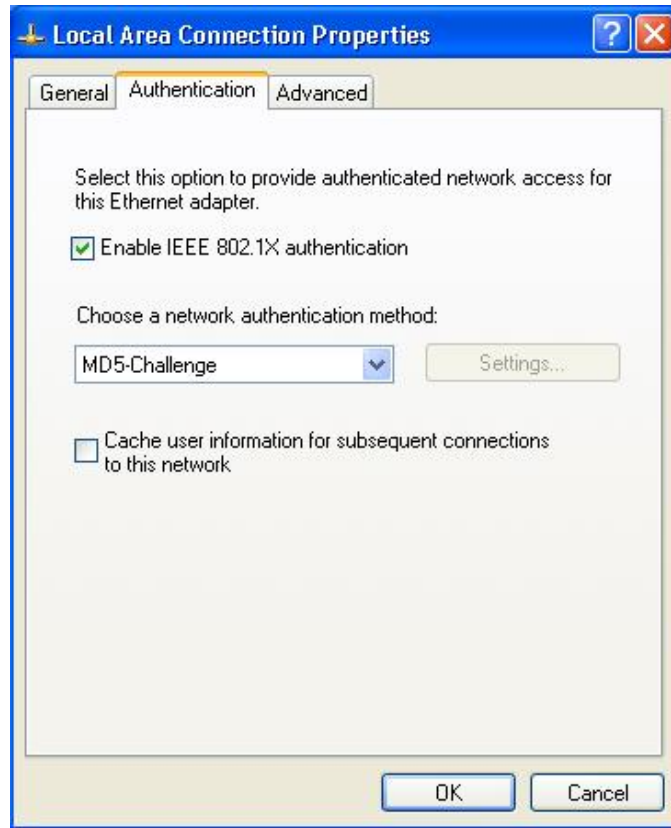 Local Area Connection Properties
General Authentication Advanced
Select this option to provide authenticated network access for
this Ethernet adapter.
Enable IEEE 802.1X authentication
Choose a network authentication method:
MD5-Challenge Settings...
Cache user information for subsequent connections
to this network
OK Cancel